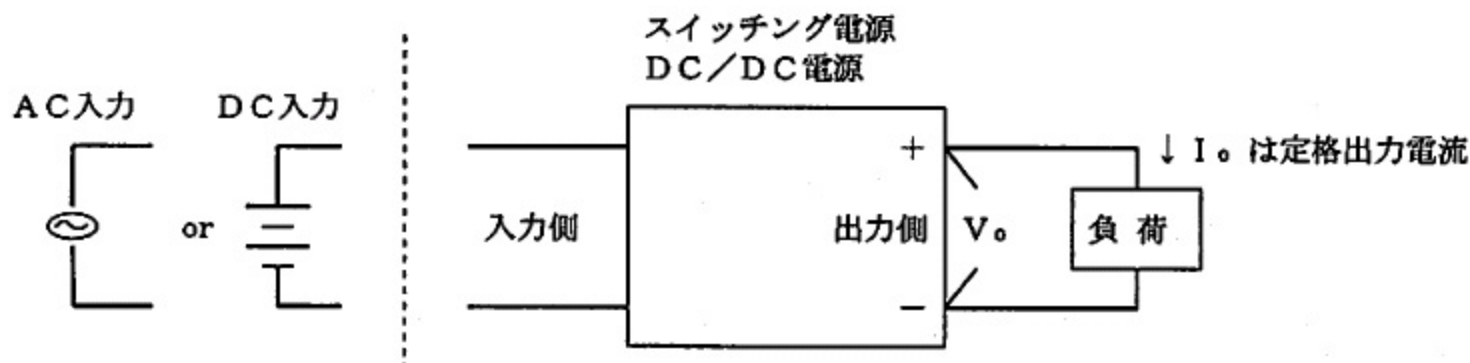 スイッチング電源
DC/DC電源
AC入力
DC入力
+
↓ I。は定格出力電流
or
入力側
出力側
V。
負 荷
−